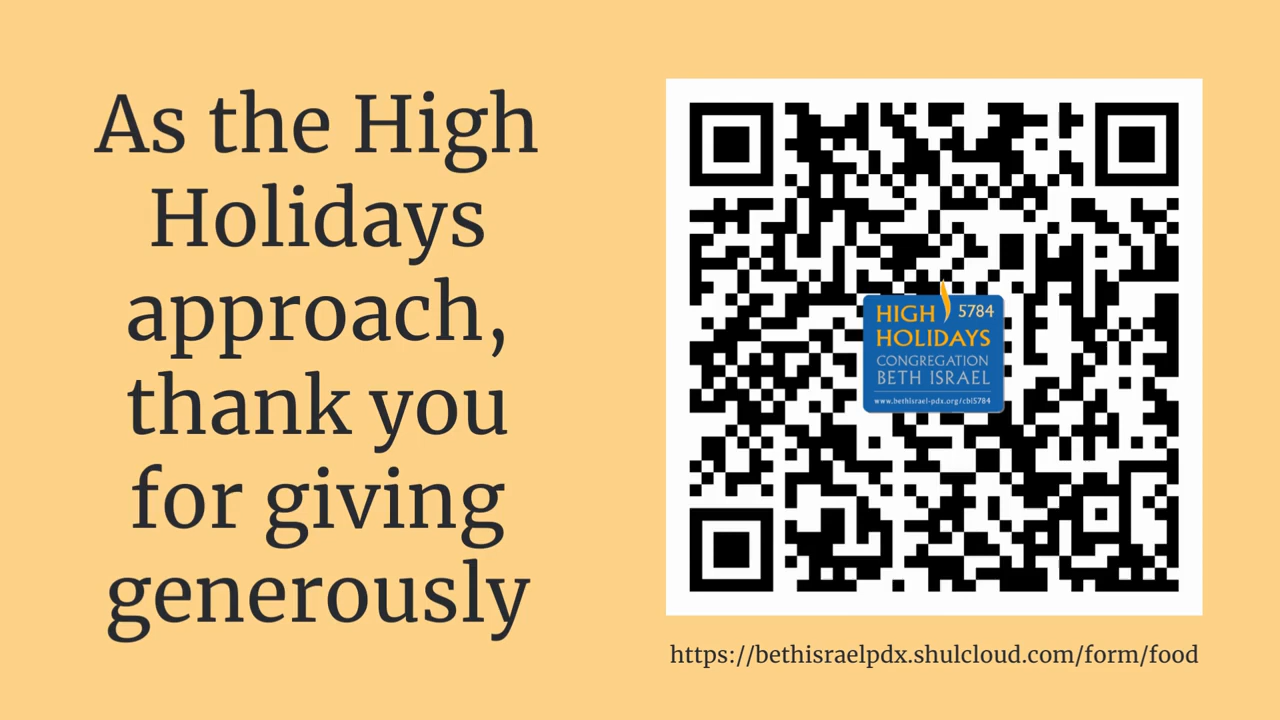 As the High
Holidays
approach,
thank you
for giving
generously
HIGH 5784
HOLIDAYS
CONGREGATION
BETH ISRAEL
www.bethisrael-pdx.org/cbi5784
https://bethisraelpdx.shulcloud.com/form/food